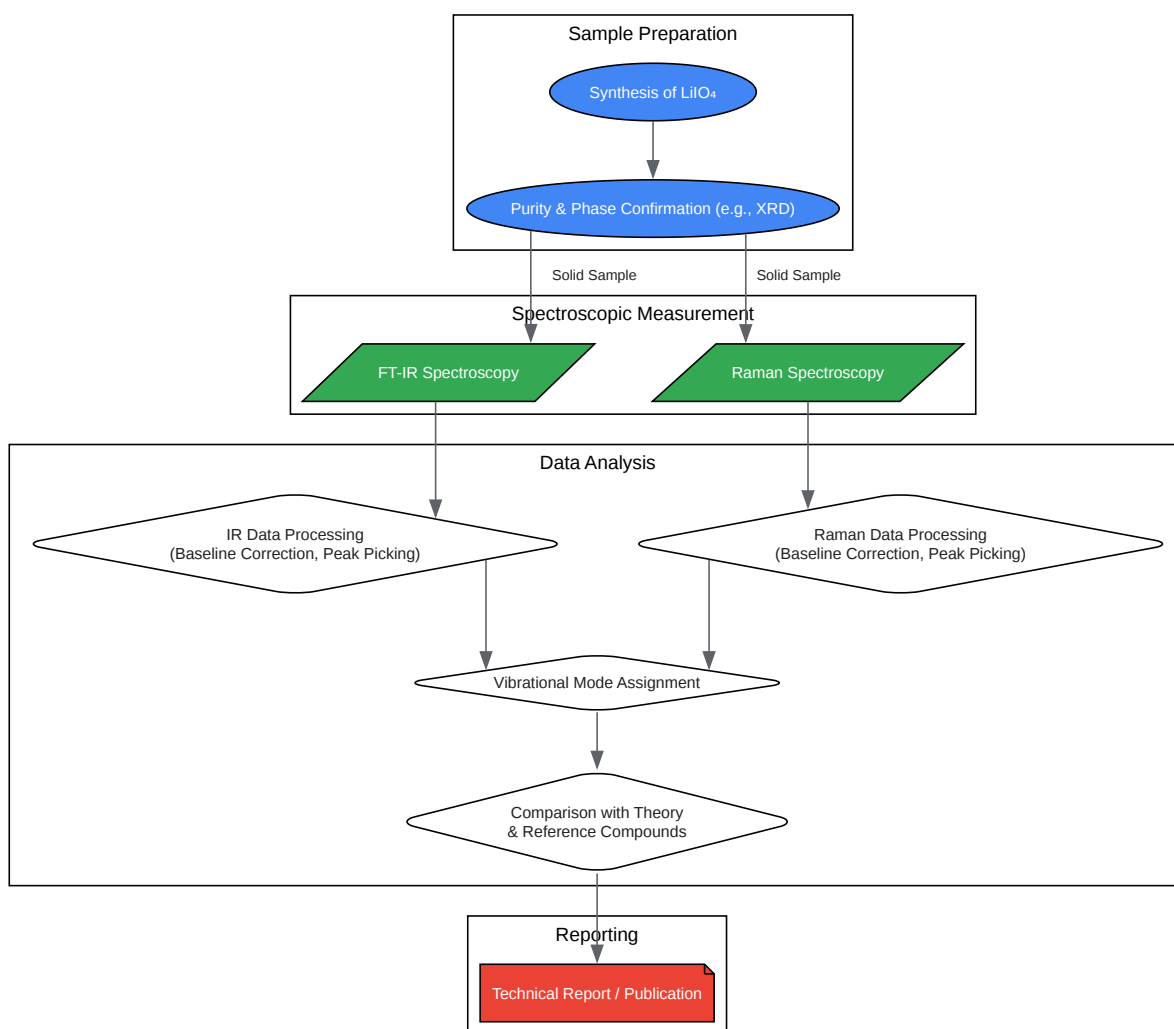 Sample Preparation
Synthesis of LiIO₄
Purity & Phase Confirmation (e.g., XRD)
Solid Sample
Solid Sample
Spectroscopic Measurement
FT-IR Spectroscopy
Raman Spectroscopy
Data Analysis
IR Data Processing
(Baseline Correction, Peak Picking)
Raman Data Processing
(Baseline Correction, Peak Picking)
Vibrational Mode Assignment
Comparison with Theory
& Reference Compounds
Reporting
Technical Report / Publication